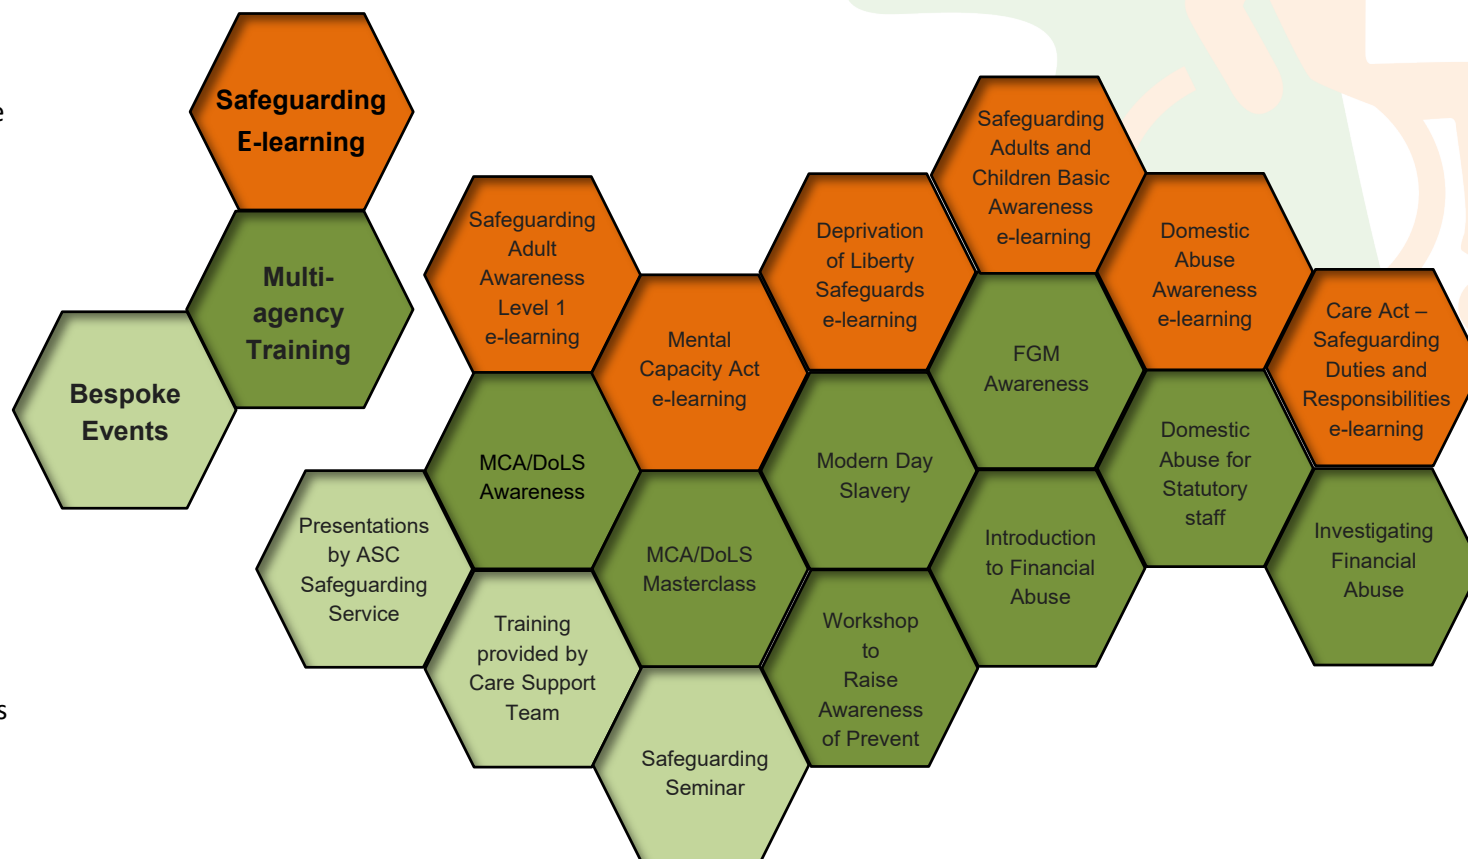 e
s
Safeguarding
E-learning
Multi-
agency
Training
Bespoke
Events
Safeguarding
Adult
Awareness
Level 1
e-learning
Mental
Capacity Act
e-learning
Deprivation
of Liberty
Safeguards
e-learning
Safeguarding
Adults and
Children Basic
Awareness
e-learning
Domestic
Abuse
Awareness
e-learning
Care Act –
Safeguarding
Duties and
Responsibilities
e-learning
MCA/DoLS
Awareness
MCA/DoLS
Masterclass
Modern Day
Slavery
FGM
Awareness
Domestic
Abuse for
Statutory
staff
Introduction
to Financial
Abuse
Investigating
Financial
Abuse
Workshop
to
Raise
Awareness
of Prevent
Presentations
by ASC
Safeguarding
Service
Training
provided by
Care Support
Team
Safeguarding
Seminar